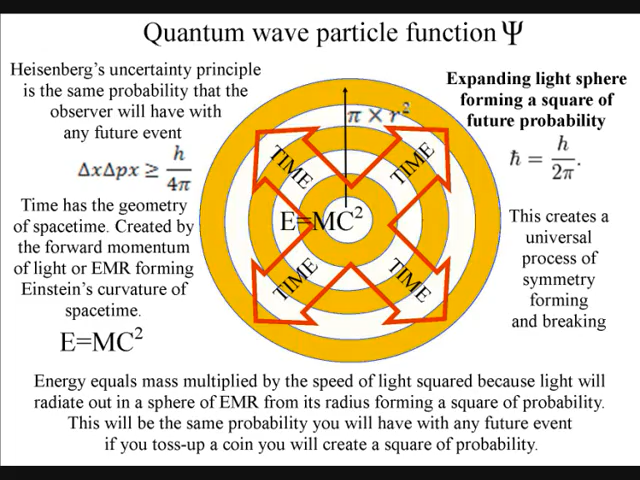 Quantum wave particle function Ψ
Heisenberg's uncertainty principle
is the same probability that the
observer will have with
any future event
ΔxΔpx ≥ h/4π
Time has the geometry
of spacetime. Created by
the forward momentum
of light or EMR forming
Einstein's curvature of
spacetime.
E=MC²
π × r²
TIME
TIME
E=MC²
TIME
TIME
Expanding light sphere
forming a square of
future probability
ħ = h/2π.
This creates a
universal
process of
symmetry
forming
and breaking
Energy equals mass multiplied by the speed of light squared because light will
radiate out in a sphere of EMR from its radius forming a square of probability.
This will be the same probability you will have with any future event
if you toss-up a coin you will create a square of probability.